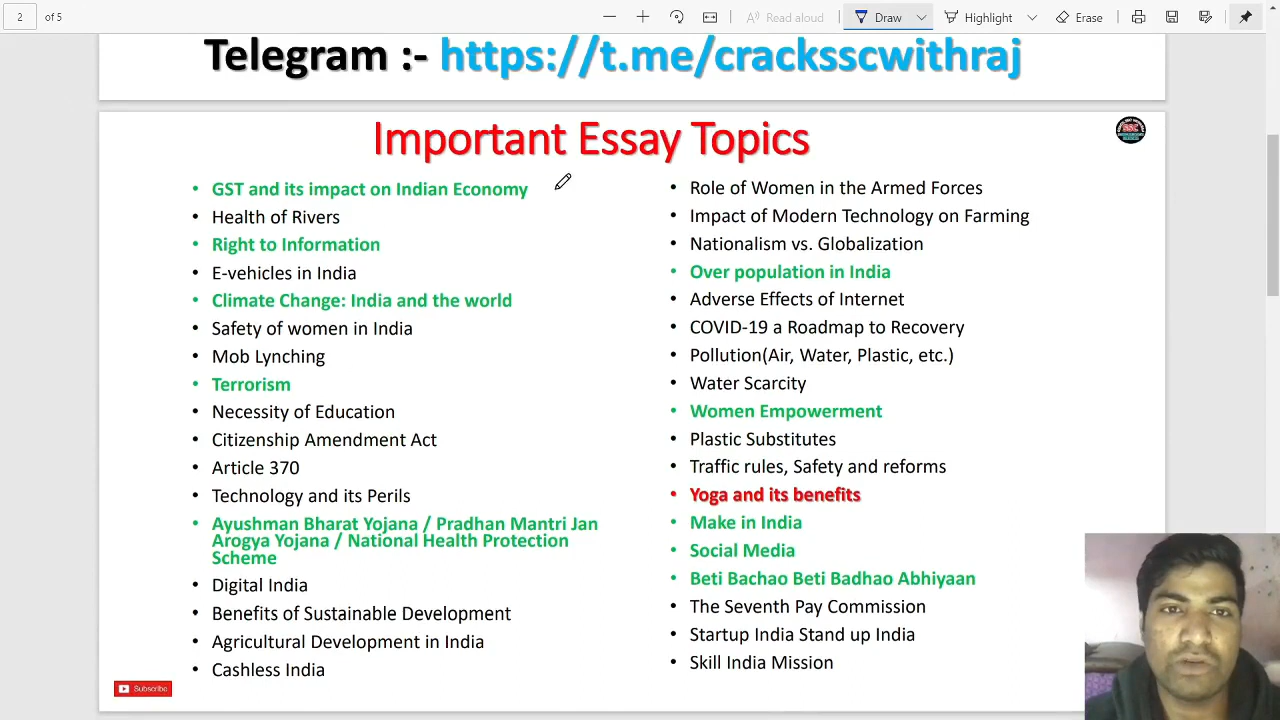 2 of 5
Read aloud
Draw
Highlight
Erase
Telegram :- https://t.me/cracksscwithraj
Important Essay Topics
SSC
• GST and its impact on Indian Economy
• Health of Rivers
• Right to Information
• E-vehicles in India
• Climate Change: India and the world
• Safety of women in India
• Mob Lynching
• Terrorism
• Necessity of Education
• Citizenship Amendment Act
• Article 370
• Technology and its Perils
• Ayushman Bharat Yojana / Pradhan Mantri Jan
Arogya Yojana / National Health Protection
Scheme
• Digital India
• Benefits of Sustainable Development
• Agricultural Development in India
• Cashless India
• Role of Women in the Armed Forces
• Impact of Modern Technology on Farming
• Nationalism vs. Globalization
• Over population in India
• Adverse Effects of Internet
• COVID-19 a Roadmap to Recovery
• Pollution(Air, Water, Plastic, etc.)
• Water Scarcity
• Women Empowerment
• Plastic Substitutes
• Traffic rules, Safety and reforms
• Yoga and its benefits
• Make in India
• Social Media
• Beti Bachao Beti Badhao Abhiyaan
• The Seventh Pay Commission
• Startup India Stand up India
• Skill India Mission
Subscribe